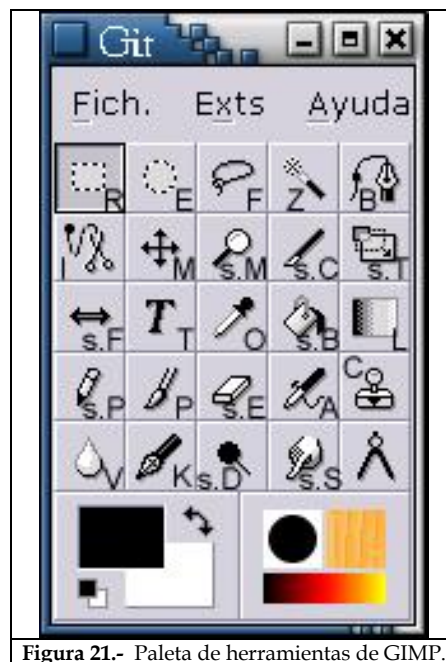 Git
Fich. Exts Ayuda
R E F Z B
I M s.M s.C s.T
s.F T T O s.B L
s.P P s.E A C
V K s.D s.S
Figura 21.- Paleta de herramientas de GIMP.